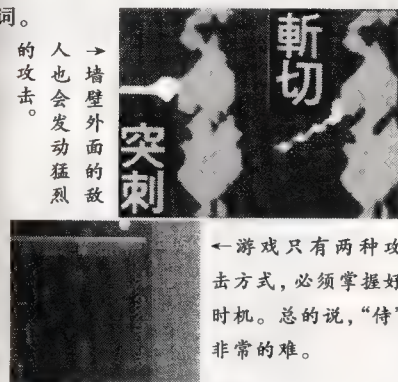 词。
→墙壁外面的敌
人也会发动猛烈
的攻击。
斬切
突刺
←游戏只有两种攻
击方式，必须掌握好
时机。总的说，“侍”
非常的难。